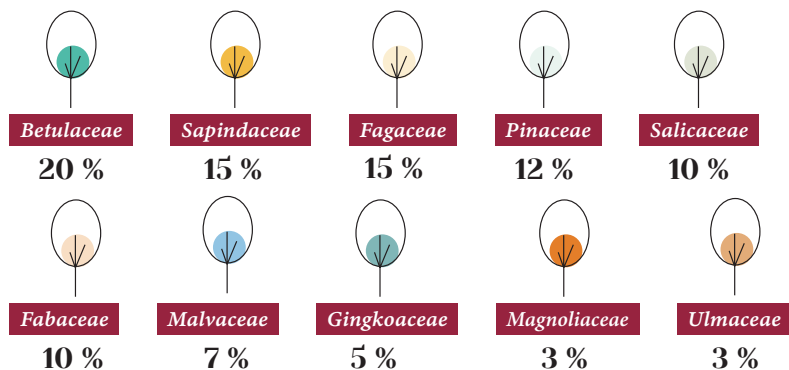 Betulaceae Sapindaceae Fagaceae Pinaceae Salicaceae
20 % 15 % 15 % 12 % 10 %
Fabaceae Malvaceae Gingkoaceae Magnoliaceae Ulmaceae
10 % 7 % 5 % 3 % 3 %